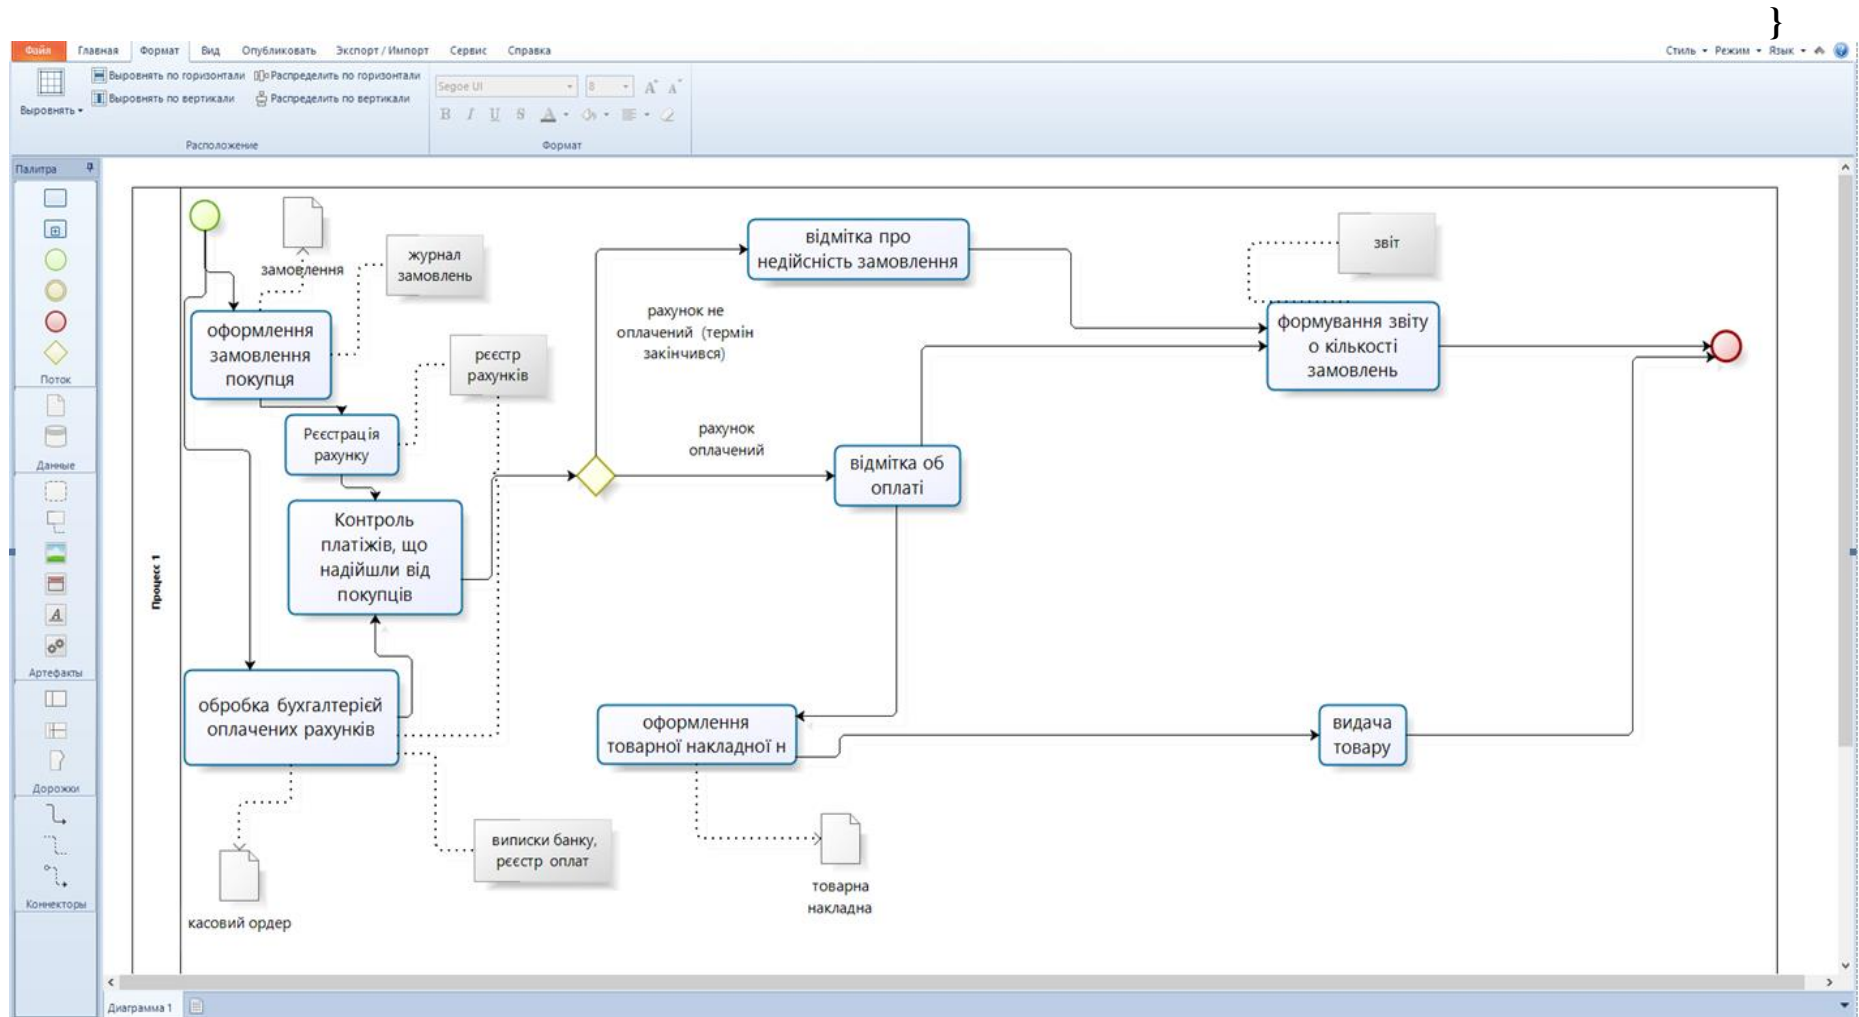 }
Файл Главная Формат Вид Опубликовать Экспорт / Импорт Сервис Справка Стиль Режим Язык
Выровнять по горизонтали Распределить по горизонтали
Выровнять по вертикали Распределить по вертикали
Выровнять
Segoe UI 8
B I U S A
Расположение Формат
Палитра
Поток
Данные
Артефакты
Дорожки
Коннекторы
Процесс 1
замовлення
журнал
замовлень
оформлення
замовлення
покупця
реєстр
рахунків
Реєстрація
рахунку
Контроль
платіжів, що
надійшли від
покупців
обробка бухгалтерієй
оплачених рахунків
касовий ордер
виписки банку,
реєстр оплат
відмітка про
недійсність замовлення
рахунок не
оплачений (термін
закінчився)
рахунок
оплачений
відмітка об
оплаті
звіт
формування звіту
о кількості
замовлень
оформлення
товарної накладної н
товарна
накладна
видача
товару
Диаграмма 1